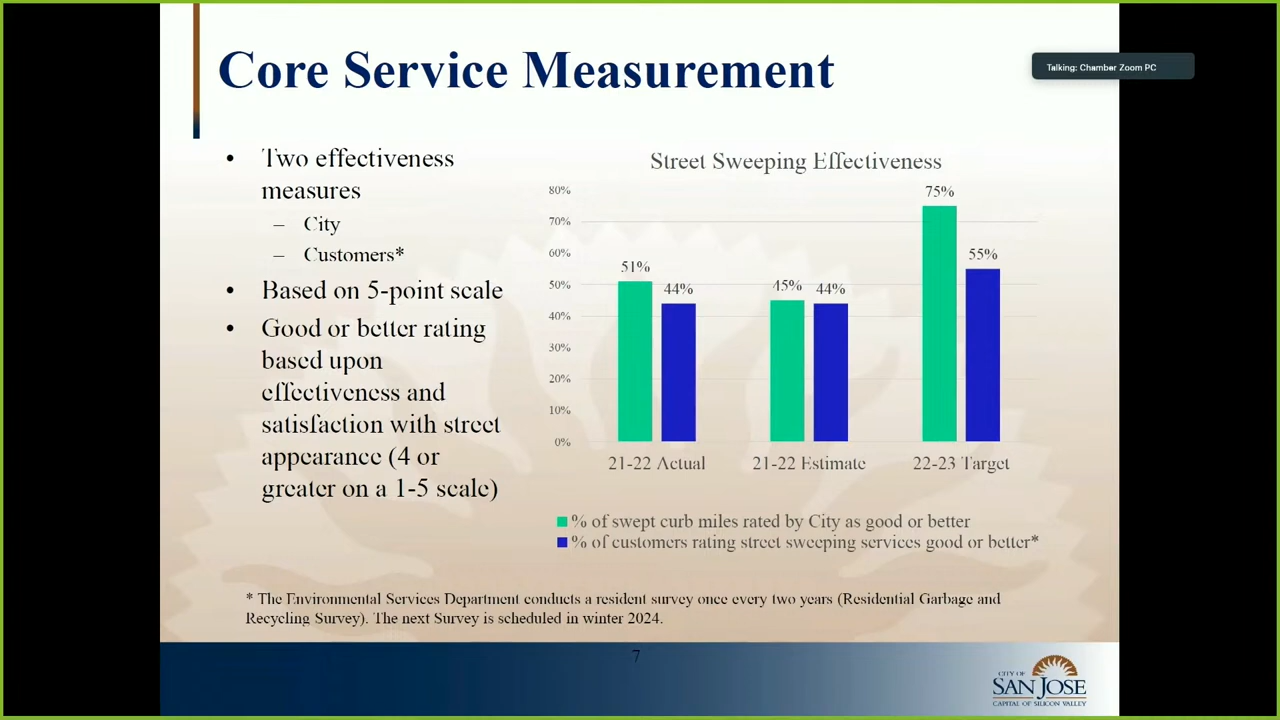 Core Service Measurement
Talking: Chamber Zoom PC
• Two effectiveness
measures
– City
– Customers*
• Based on 5-point scale
• Good or better rating
based upon
effectiveness and
satisfaction with street
appearance (4 or
greater on a 1-5 scale)
Street Sweeping Effectiveness
80%
70%
60%
50%
40%
30%
20%
10%
0%
51%
44%
45%
44%
75%
55%
21-22 Actual
21-22 Estimate
22-23 Target
% of swept curb miles rated by City as good or better
% of customers rating street sweeping services good or better*
* The Environmental Services Department conducts a resident survey once every two years (Residential Garbage and
Recycling Survey). The next Survey is scheduled in winter 2024.
7
CITY OF
SAN JOSE
CAPITAL OF SILICON VALLEY